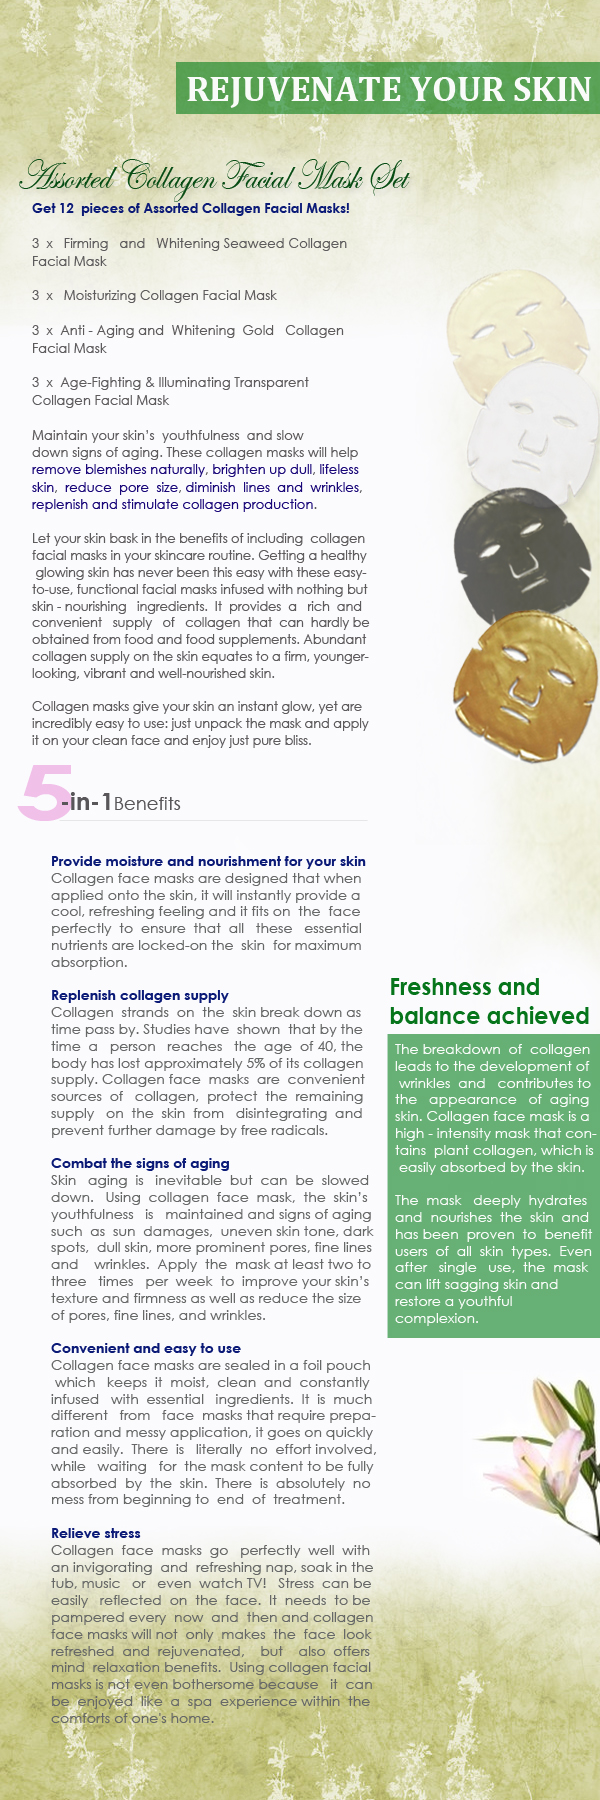 REJUVENATE YOUR SKIN
Assorted Collagen Facial Mask Set
Get 12 pieces of Assorted Collagen Facial Masks!
3 x Firming and Whitening Seaweed Collagen
Facial Mask
3 x Moisturizing Collagen Facial Mask
3 x Anti - Aging and Whitening Gold Collagen
Facial Mask
3 x Age-Fighting & Illuminating Transparent
Collagen Facial Mask
Maintain your skin's youthfulness and slow
down signs of aging. These collagen masks will help
remove blemishes naturally, brighten up dull, lifeless
skin, reduce pore size, diminish lines and wrinkles,
replenish and stimulate collagen production.
Let your skin bask in the benefits of including collagen
facial masks in your skincare routine. Getting a healthy
glowing skin has never been this easy with these easy-
to-use, functional facial masks infused with nothing but
skin - nourishing ingredients. It provides a rich and
convenient supply of collagen that can hardly be
obtained from food and food supplements. Abundant
collagen supply on the skin equates to a firm, younger-
looking, vibrant and well-nourished skin.
Collagen masks give your skin an instant glow, yet are
incredibly easy to use: just unpack the mask and apply
it on your clean face and enjoy just pure bliss.
5-in-1 Benefits
Provide moisture and nourishment for your skin
Collagen face masks are designed that when
applied onto the skin, it will instantly provide a
cool, refreshing feeling and it fits on the face
perfectly to ensure that all these essential
nutrients are locked-on the skin for maximum
absorption.
Replenish collagen supply
Collagen strands on the skin break down as
time pass by. Studies have shown that by the
time a person reaches the age of 40, the
body has lost approximately 5% of its collagen
supply. Collagen face masks are convenient
sources of collagen, protect the remaining
supply on the skin from disintegrating and
prevent further damage by free radicals.
Combat the signs of aging
Skin aging is inevitable but can be slowed
down. Using collagen face mask, the skin's
youthfulness is maintained and signs of aging
such as sun damages, uneven skin tone, dark
spots, dull skin, more prominent pores, fine lines
and wrinkles. Apply the mask at least two to
three times per week to improve your skin's
texture and firmness as well as reduce the size
of pores, fine lines, and wrinkles.
Convenient and easy to use
Collagen face masks are sealed in a foil pouch
which keeps it moist, clean and constantly
infused with essential ingredients. It is much
different from face masks that require prepa-
ration and messy application, it goes on quickly
and easily. There is literally no effort involved,
while waiting for the mask content to be fully
absorbed by the skin. There is absolutely no
mess from beginning to end of treatment.
Relieve stress
Collagen face masks go perfectly well with
an invigorating and refreshing nap, soak in the
tub, music or even watch TV! Stress can be
easily reflected on the face. It needs to be
pampered every now and then and collagen
face masks will not only makes the face look
refreshed and rejuvenated, but also offers
mind relaxation benefits. Using collagen facial
masks is not even bothersome because it can
be enjoyed like a spa experience within the
comforts of one's home.
Freshness and
balance achieved
The breakdown of collagen
leads to the development of
wrinkles and contributes to
the appearance of aging
skin. Collagen face mask is a
high - intensity mask that con-
tains plant collagen, which is
easily absorbed by the skin.
The mask deeply hydrates
and nourishes the skin and
has been proven to benefit
users of all skin types. Even
after single use, the mask
can lift sagging skin and
restore a youthful
complexion.